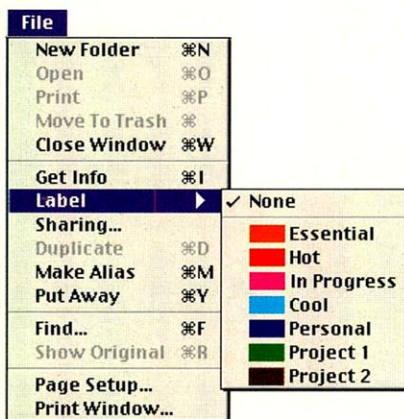 File
New Folder ⌘N
Open ⌘O
Print ⌘P
Move To Trash ⌘
Close Window ⌘W
Get Info ⌘I
Label
Sharing...
Duplicate ⌘D
Make Alias ⌘M
Put Away ⌘Y
Find... ⌘F
Show Original ⌘R
Page Setup...
Print Window...
✓ None
Essential
Hot
In Progress
Cool
Personal
Project 1
Project 2